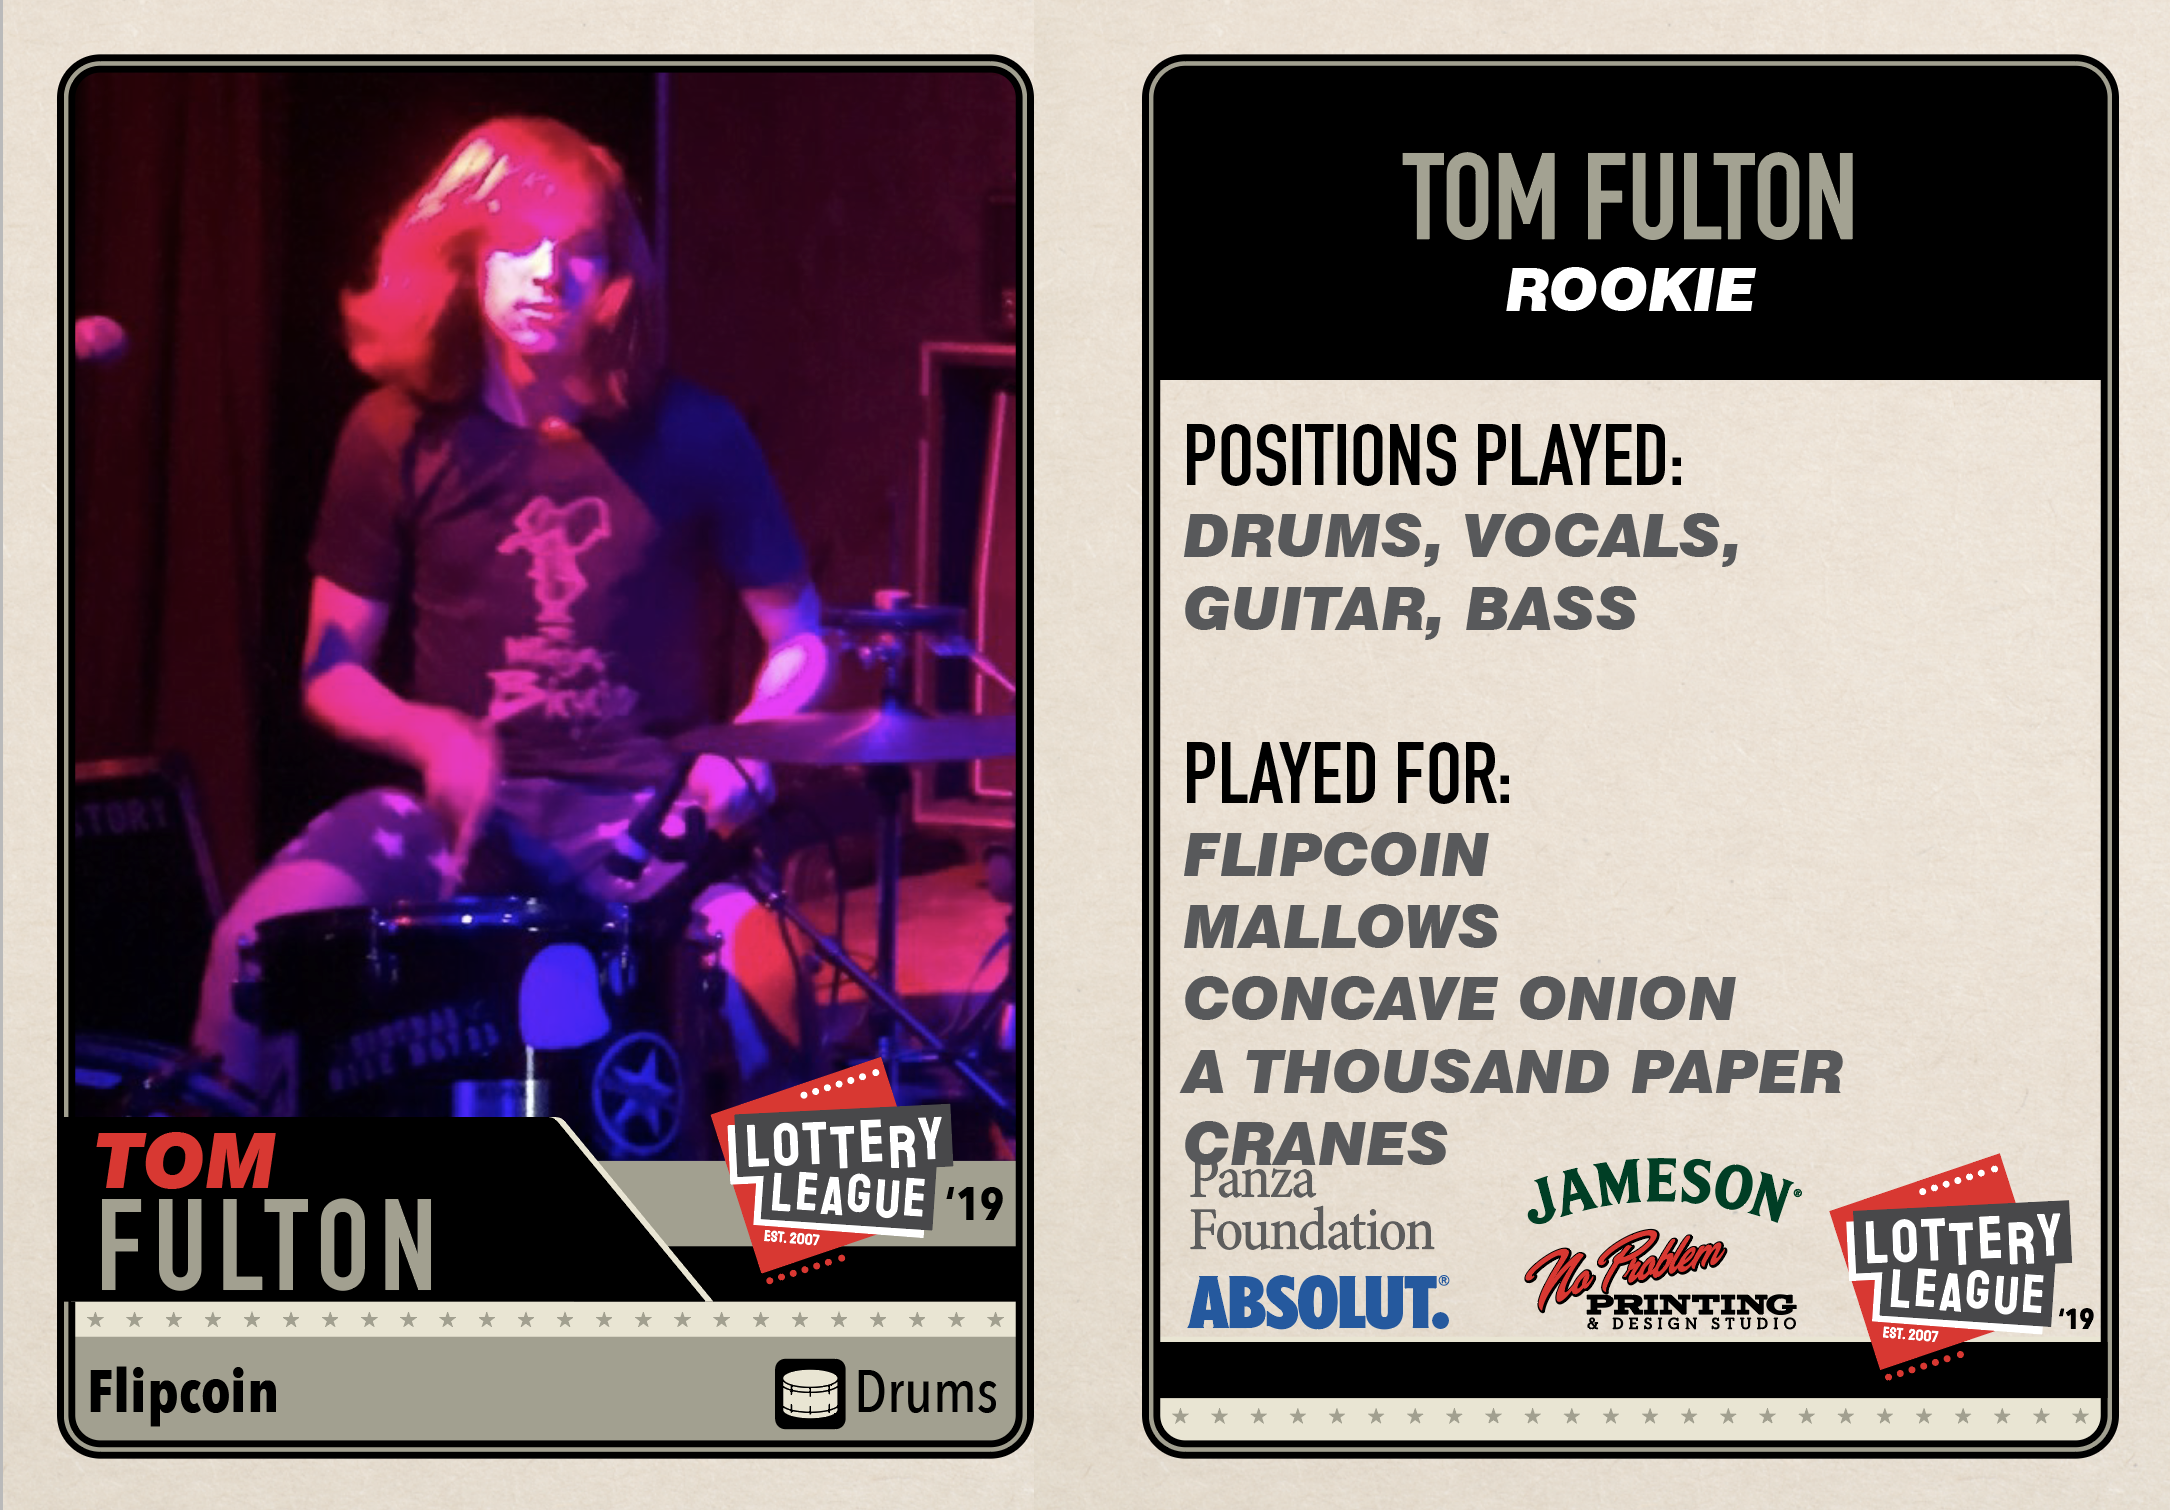 TOM
FULTON
LOTTERY
LEAGUE
EST. 2007
'19
Flipcoin
Drums
TOM FULTON
ROOKIE
POSITIONS PLAYED:
DRUMS, VOCALS,
GUITAR, BASS
PLAYED FOR:
FLIPCOIN
MALLOWS
CONCAVE ONION
A THOUSAND PAPER
CRANES
Panza
Foundation
ABSOLUT.®
JAMESON®
No Problem
PRINTING
& DESIGN STUDIO
LOTTERY
LEAGUE
EST. 2007
'19